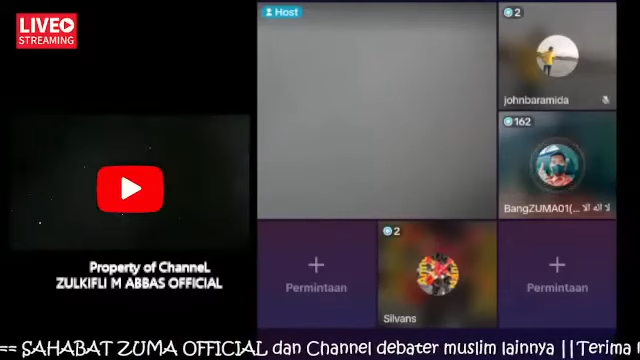 LIVE
STREAMING
Host
2
johnbaramida
162
BangZUMA01(...
Property of Channel
ZULKIFLI M ABBAS OFFICIAL
Permintaan
2
Silvans
Permintaan
== SAHABAT ZUMA OFFICIAL dan Channel debater muslim lainnya ||Terima